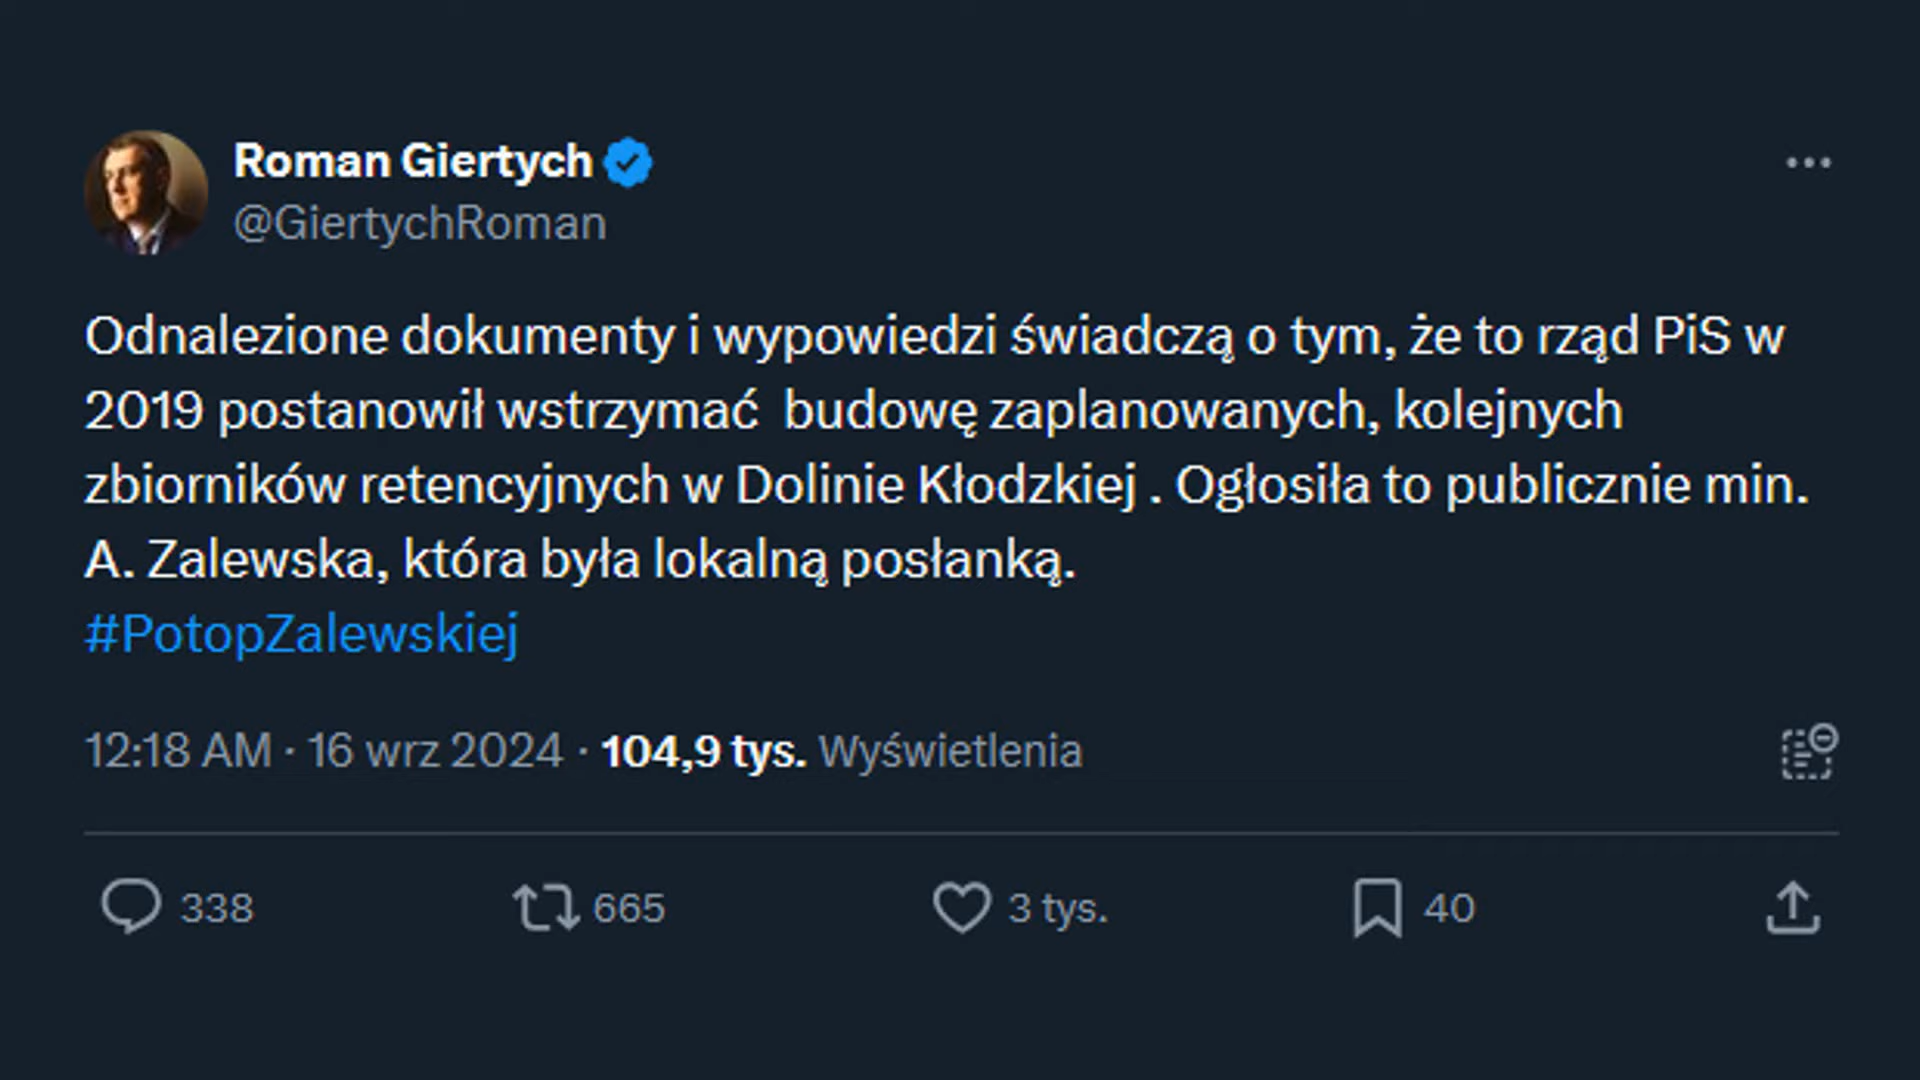 Roman Giertych
@GiertychRoman
Odnalezione dokumenty i wypowiedzi świadczą o tym, że to rząd PiS w
2019 postanowił wstrzymać  budowę zaplanowanych, kolejnych
zbiorników retencyjnych w Dolinie Kłodzkiej . Ogłosiła to publicznie min.
A. Zalewska, która była lokalną posłanką.
#PotopZalewskiej
12:18 AM · 16 wrz 2024 · 104,9 tys. Wyświetlenia
338 665 3 tys. 40